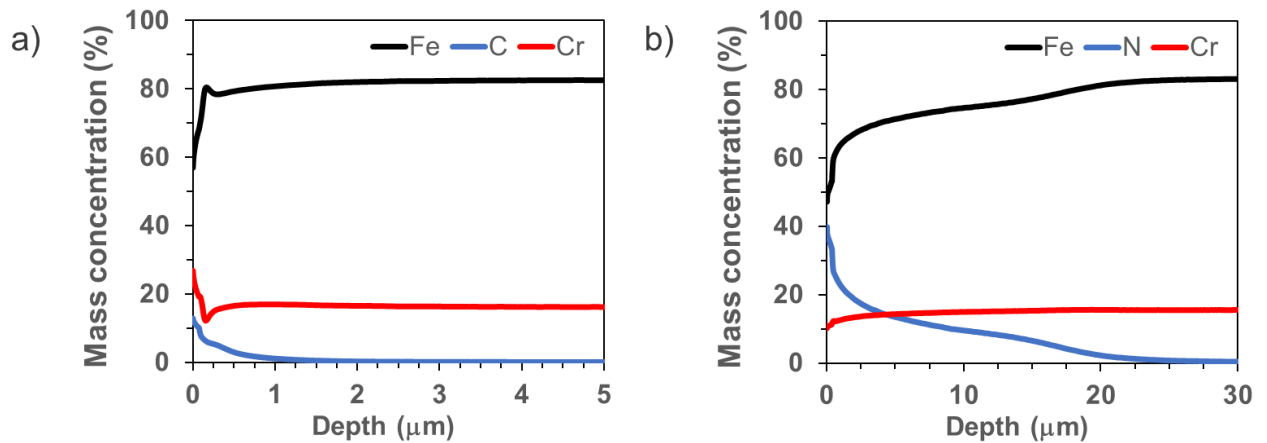 a)
Mass concentration (%)
100
80
60
40
20
0
Fe C Cr
0 1 2 3 4 5
Depth (μm)
b)
Mass concentration (%)
100
80
60
40
20
0
Fe N Cr
0 10 20 30
Depth (μm)